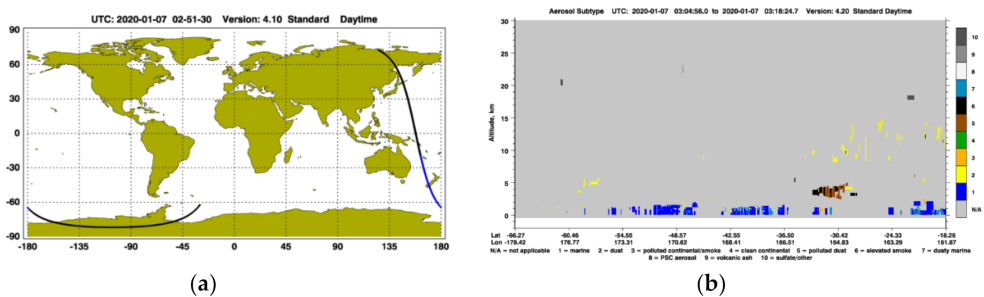 UTC: 2020-01-07 02-51-30 Version: 4.10 Standard Daytime
90
60
30
0
-30
-60
-90
-180 -135 -90 -45 0 45 90 135 180
(a)
Aerosol Subtype UTC: 2020-01-07 03:04:56.0 to 2020-01-07 03:18:24.7 Version: 4.20 Standard Daytime
Altitude, km
30
25
20
15
10
5
0
10
9
8
7
6
5
4
3
2
1
N/A
Lat -66.27 -60.46 -54.55 -48.57 -42.55 -36.50 -30.42 -24.33 -18.26
Lon -178.42 176.77 173.31 170.62 168.41 166.51 164.83 163.29 161.87
N/A = not applicable 1 = marine 2 = dust 3 = polluted continental/smoke 4 = clean continental 5 = polluted dust 6 = elevated smoke 7 = dusty marine
8 = PSC aerosol 9 = volcanic ash 10 = sulfate/other
(b)